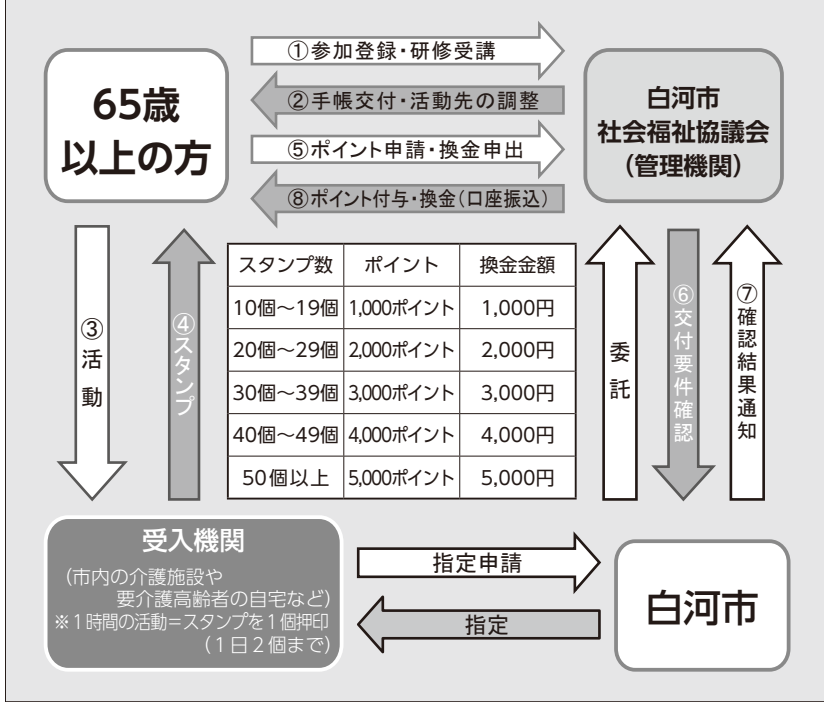 65歳
以上の方
①参加登録・研修受講
②手帳交付・活動先の調整
⑤ポイント申請・換金申出
⑧ポイント付与・換金（口座振込）
白河市
社会福祉協議会
（管理機関）
③活動
④スタンプ
スタンプ数 ポイント 換金金額
10個～19個 1,000ポイント 1,000円
20個～29個 2,000ポイント 2,000円
30個～39個 3,000ポイント 3,000円
40個～49個 4,000ポイント 4,000円
50個以上 5,000ポイント 5,000円
委託
⑥交付要件確認
⑦確認結果通知
受入機関
（市内の介護施設や
要介護高齢者の自宅など）
※１時間の活動＝スタンプを１個押印
（１日２個まで）
指定申請
指定
白河市